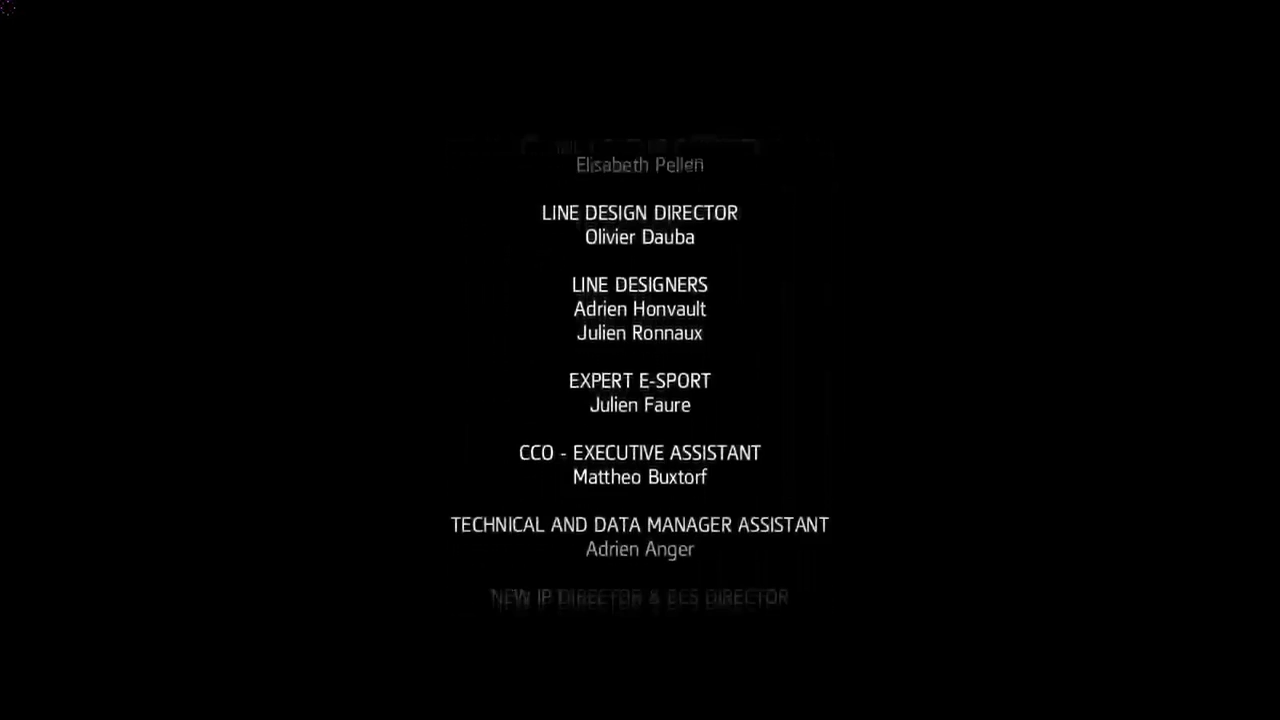 Elisabeth Pellen
LINE DESIGN DIRECTOR
Olivier Dauba
LINE DESIGNERS
Adrien Honvault
Julien Ronnaux
EXPERT E-SPORT
Julien Faure
CCO - EXECUTIVE ASSISTANT
Mattheo Buxtorf
TECHNICAL AND DATA MANAGER ASSISTANT
Adrien Anger
NEW IP DIRECTOR & DIRECTOR